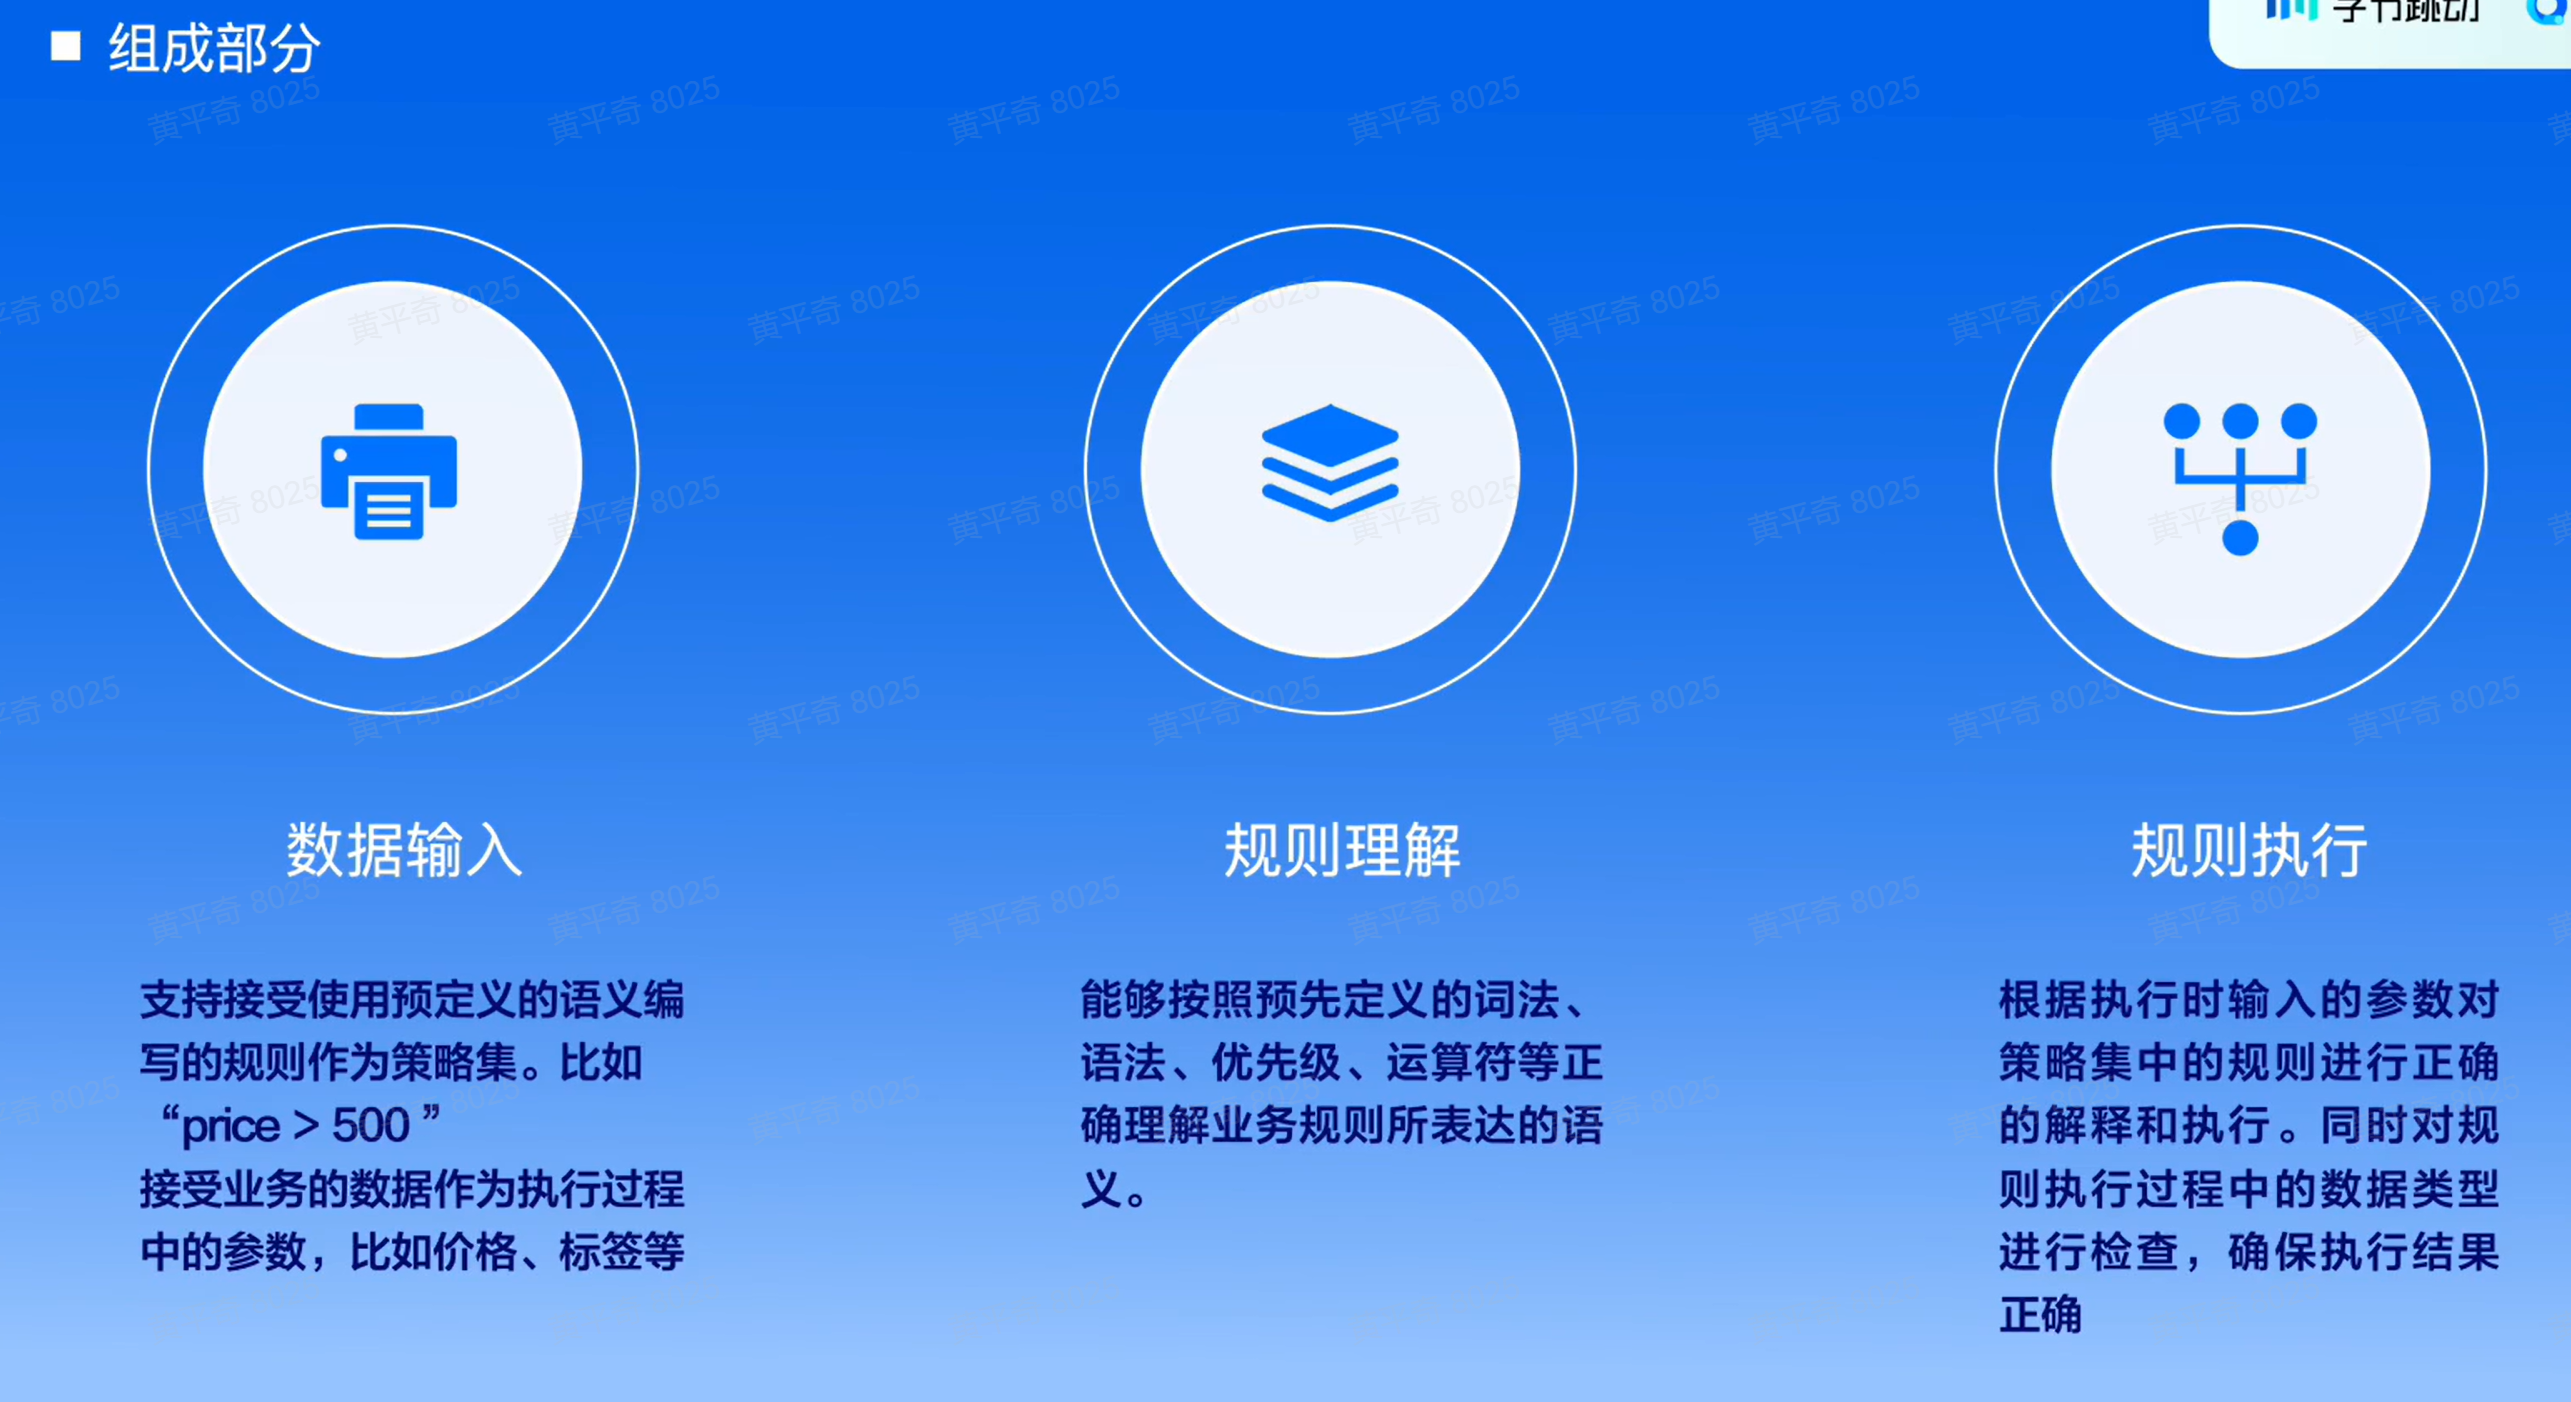 组成部分
字节跳动
数据输入
支持接受使用预定义的语义编
写的规则作为策略集。比如
“price > 500 ”
接受业务的数据作为执行过程
中的参数，比如价格、标签等
规则理解
能够按照预先定义的词法、
语法、优先级、运算符等正
确理解业务规则所表达的语
义。
规则执行
根据执行时输入的参数对
策略集中的规则进行正确
的解释和执行。同时对规
则执行过程中的数据类型
进行检查，确保执行结果
正确
黄平奇 8025